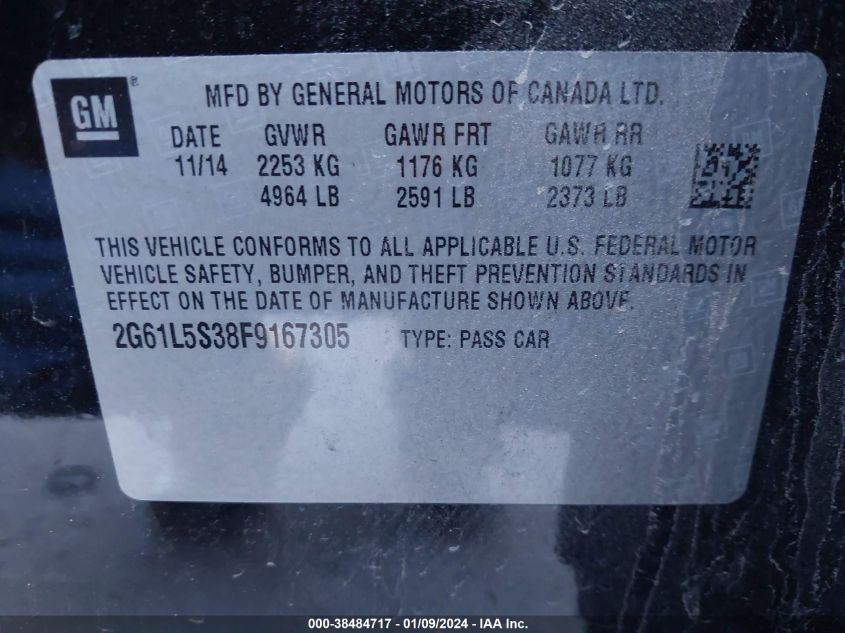 GM ®
MFD BY GENERAL MOTORS OF CANADA LTD.
DATE GVWR GAWR FRT GAWR RR
11/14 2253 KG 1176 KG 1077 KG
4964 LB 2591 LB 2373 LB
THIS VEHICLE CONFORMS TO ALL APPLICABLE U.S. FEDERAL MOTOR
VEHICLE SAFETY, BUMPER, AND THEFT PREVENTION STANDARDS IN
EFFECT ON THE DATE OF MANUFACTURE SHOWN ABOVE.
2G61L5S38F9167305 TYPE: PASS CAR
000-38484717 - 01/09/2024 - IAA Inc.